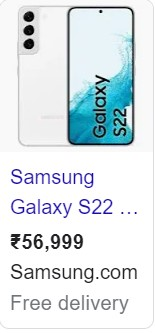 Galaxy
S22
Samsung
Galaxy S22 ...
₹56,999
Samsung.com
Free delivery